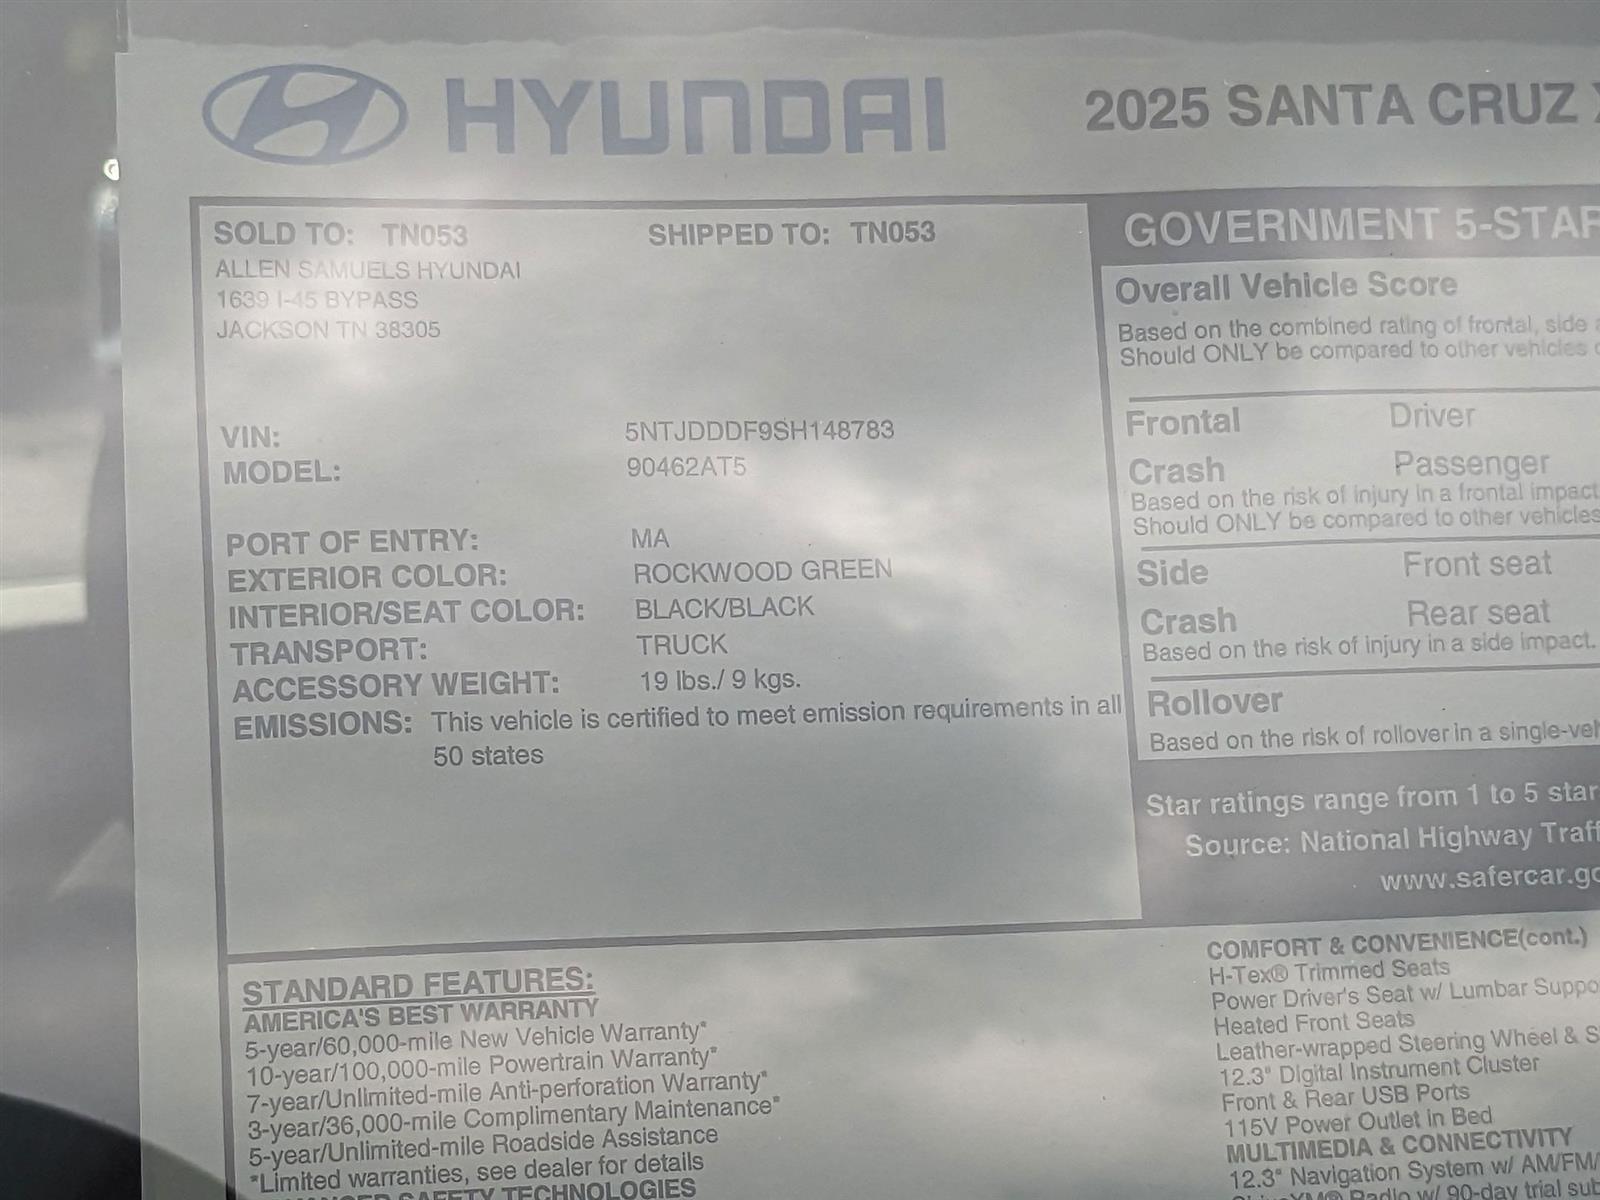 HYUNDAI
2025 SANTA CRUZ
SOLD TO: TN053
ALLEN SAMUELS HYUNDAI
1639 I-45 BYPASS
JACKSON TN 38305
SHIPPED TO: TN053
VIN: 5NTJDDDF9SH148783
MODEL: 90462AT5
PORT OF ENTRY: MA
EXTERIOR COLOR: ROCKWOOD GREEN
INTERIOR/SEAT COLOR: BLACK/BLACK
TRANSPORT: TRUCK
ACCESSORY WEIGHT: 19 lbs./ 9 kgs.
EMISSIONS: This vehicle is certified to meet emission requirements in all
50 states
GOVERNMENT 5-STAR
Overall Vehicle Score
Based on the combined rating of frontal, side
Should ONLY be compared to other vehicles
Frontal Driver
Crash Passenger
Based on the risk of injury in a frontal impact
Should ONLY be compared to other vehicles
Side Front seat
Crash Rear seat
Based on the risk of injury in a side impact.
Rollover
Based on the risk of rollover in a single-veh
Star ratings range from 1 to 5 star
Source: National Highway Traff
www.safercar.go
STANDARD FEATURES:
AMERICA'S BEST WARRANTY
5-year/60,000-mile New Vehicle Warranty*
10-year/100,000-mile Powertrain Warranty*
7-year/Unlimited-mile Anti-perforation Warranty*
3-year/36,000-mile Complimentary Maintenance*
5-year/Unlimited-mile Roadside Assistance
*Limited warranties, see dealer for details
SAFETY TECHNOLOGIES
COMFORT & CONVENIENCE(cont.)
H-Tex® Trimmed Seats
Power Driver's Seat w/ Lumbar Suppo
Heated Front Seats
Leather-wrapped Steering Wheel & S
12.3" Digital Instrument Cluster
Front & Rear USB Ports
115V Power Outlet in Bed
MULTIMEDIA & CONNECTIVITY
12.3" Navigation System w/ AM/FM/
Radio w/ 90-day trial sub